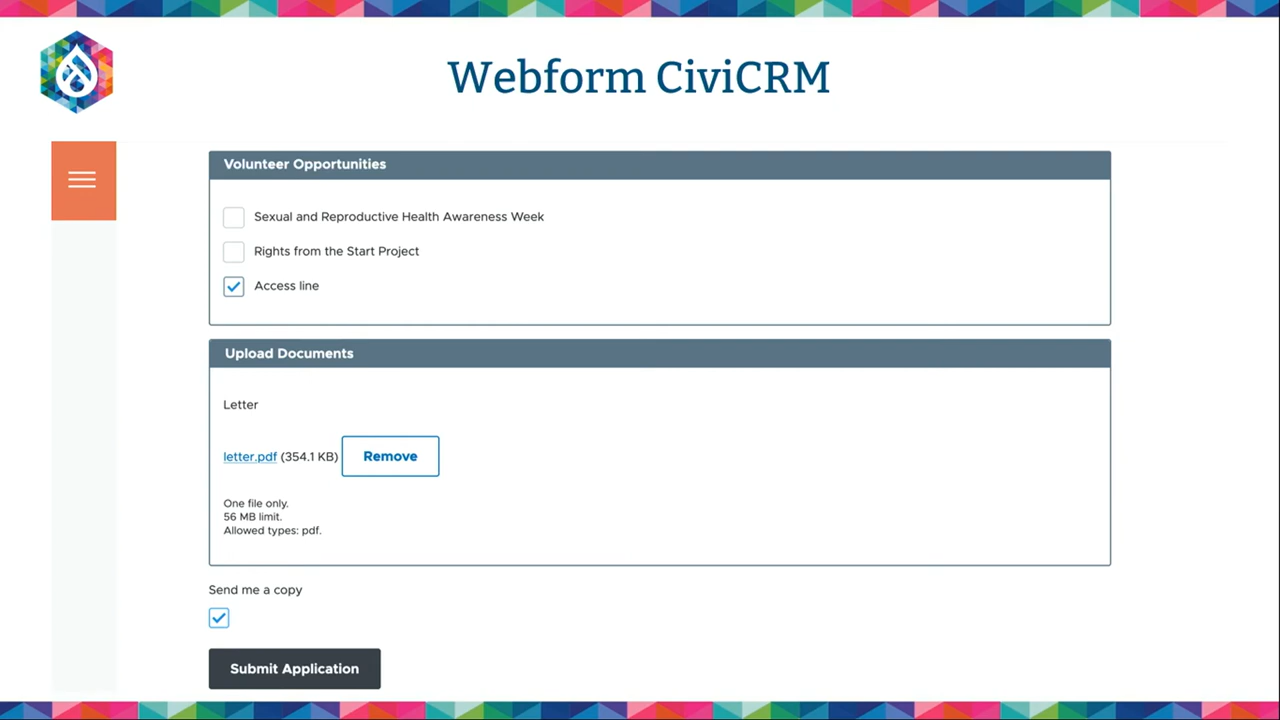 Webform CiviCRM
Volunteer Opportunities
Sexual and Reproductive Health Awareness Week
Rights from the Start Project
Access line
Upload Documents
Letter
letter.pdf (354.1 KB) Remove
One file only.
56 MB limit.
Allowed types: pdf.
Send me a copy
Submit Application